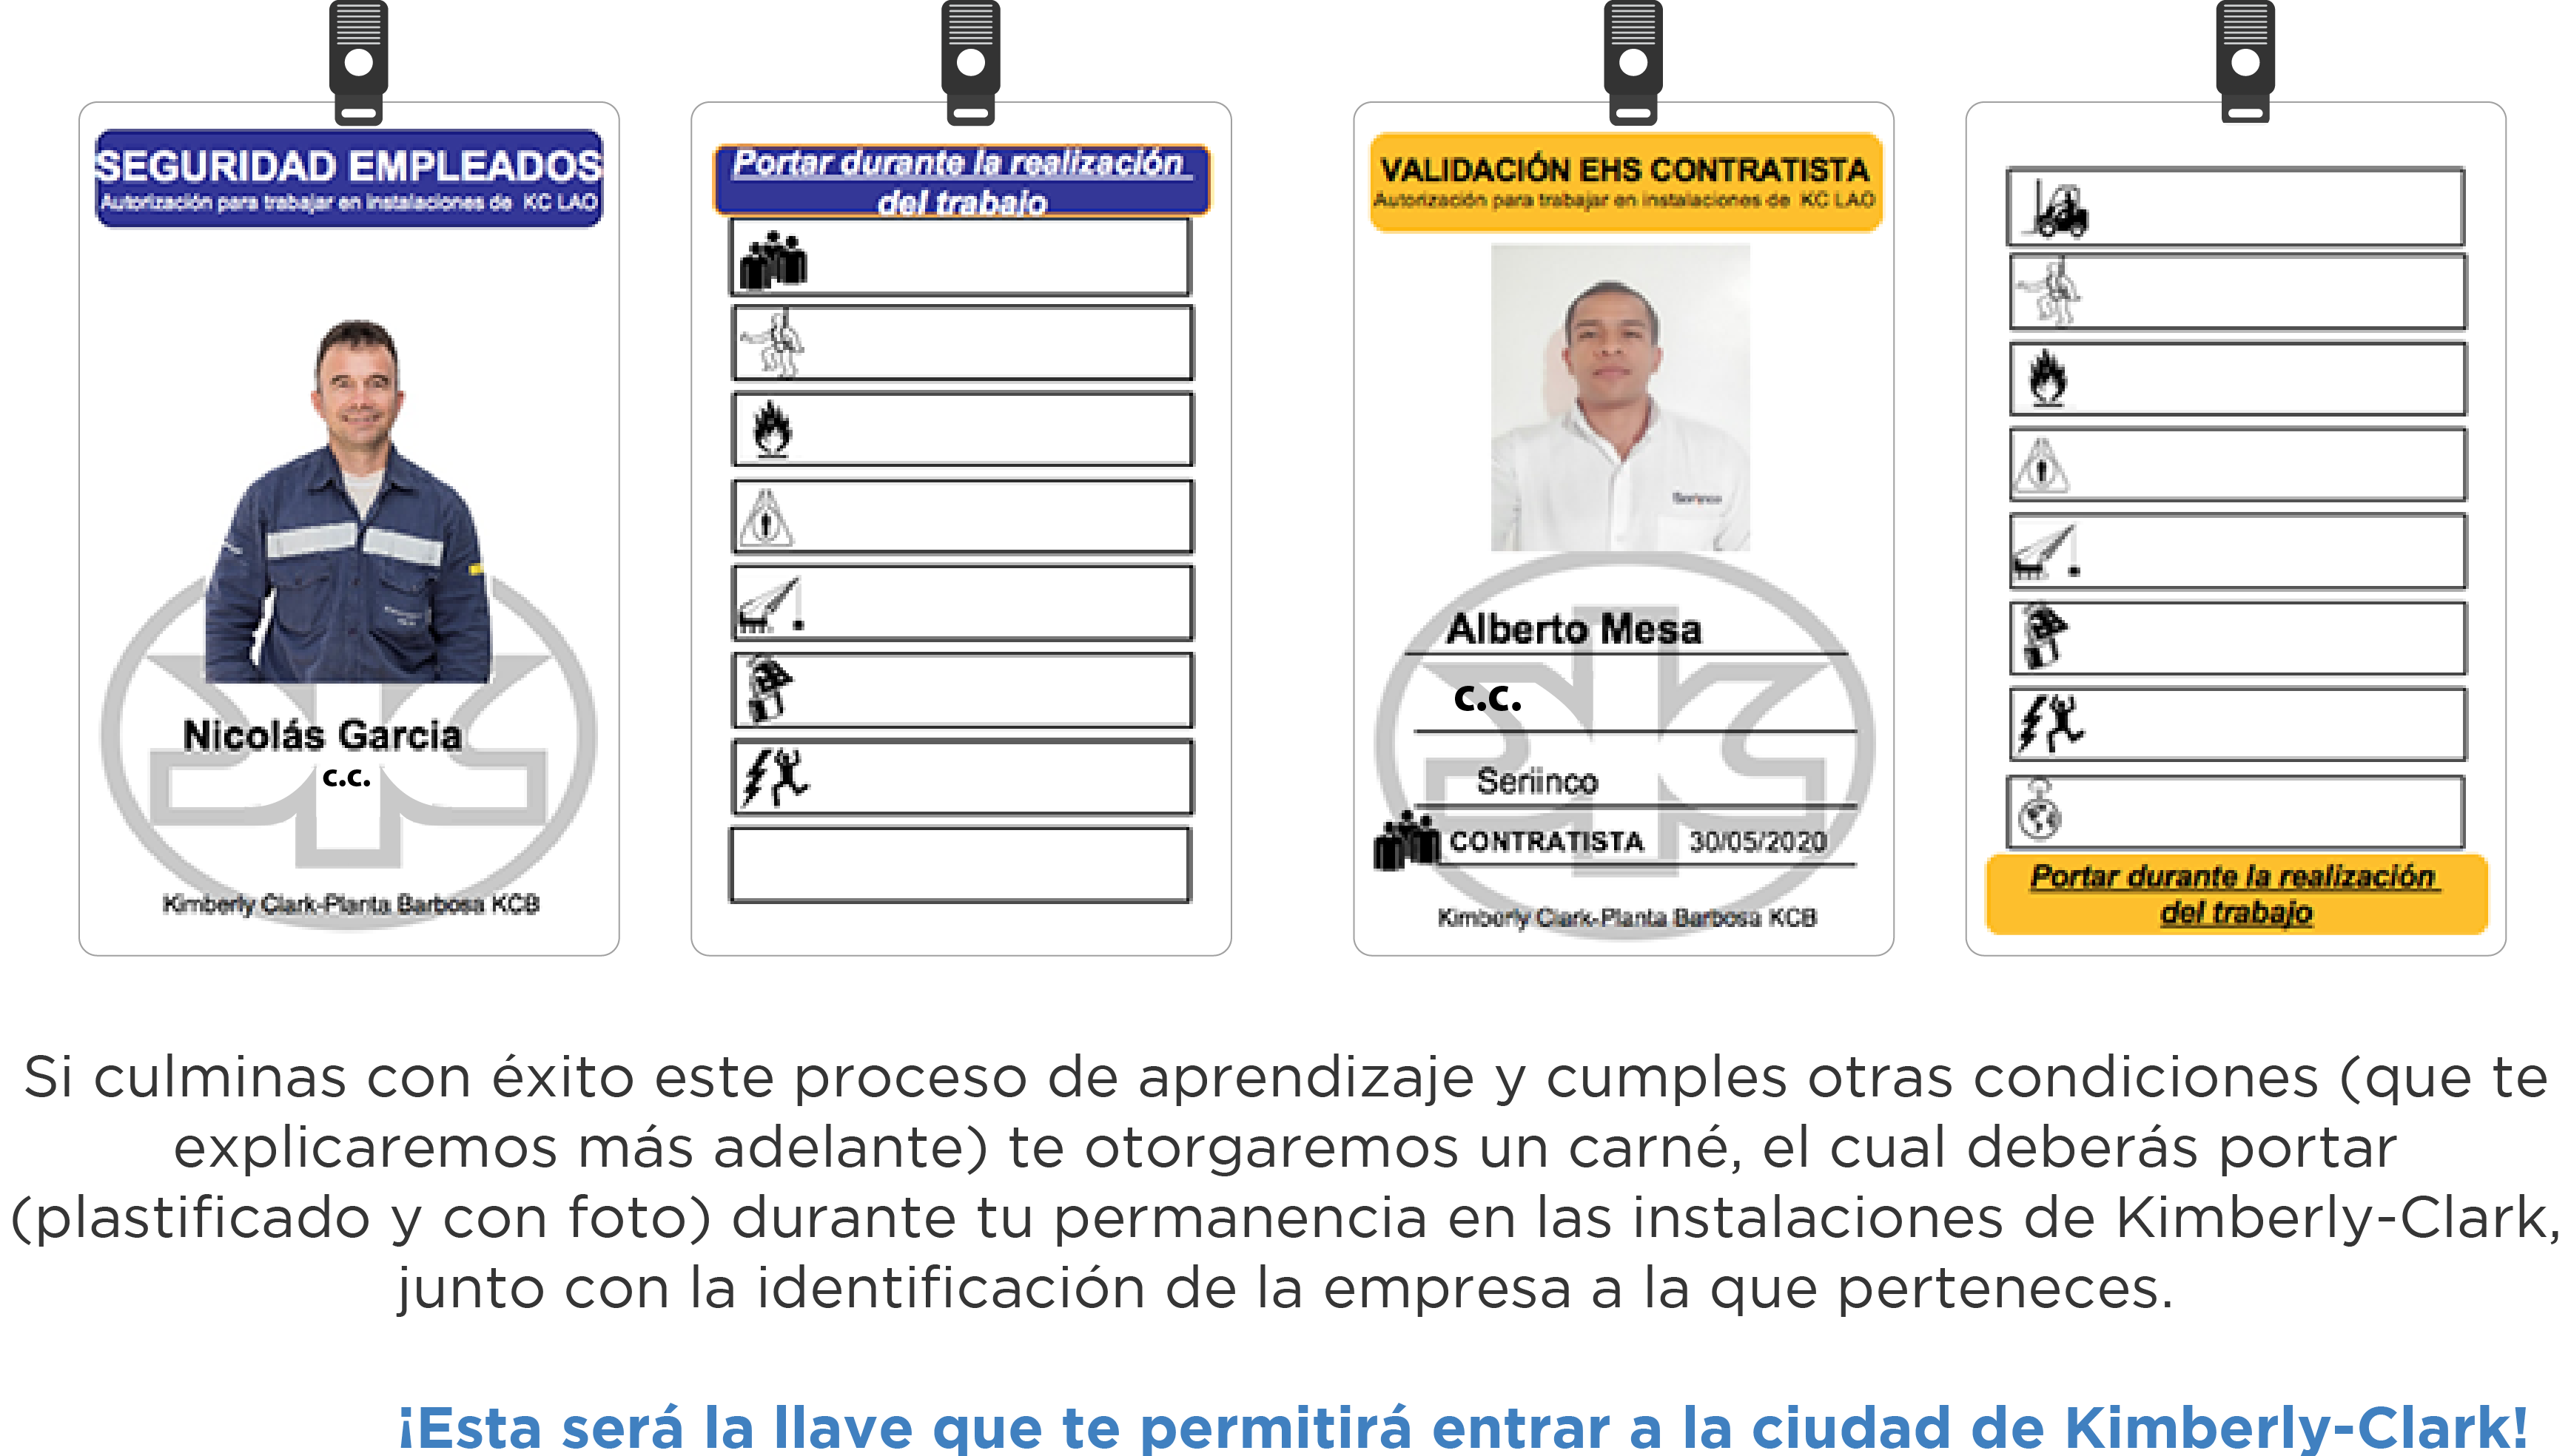 SEGURIDAD EMPLEADOS
Autorización para trabajar en instalaciones de KC LAO
Nicolás Garcia
c.c.
Kimberly Clark-Planta Barbosa KCB
Portar durante la realización
del trabajo
VALIDACIÓN EHS CONTRATISTA
Autorización para trabajar en instalaciones de KC LAO
Seriinco
Alberto Mesa
c.c.
Seriinco
CONTRATISTA 30/05/2020
Kimberly Clark-Planta Barbosa KCB
Portar durante la realización
del trabajo
Si culminas con éxito este proceso de aprendizaje y cumples otras condiciones (que te
explicaremos más adelante) te otorgaremos un carné, el cual deberás portar
(plastificado y con foto) durante tu permanencia en las instalaciones de Kimberly-Clark,
junto con la identificación de la empresa a la que perteneces.
¡Esta será la llave que te permitirá entrar a la ciudad de Kimberly-Clark!